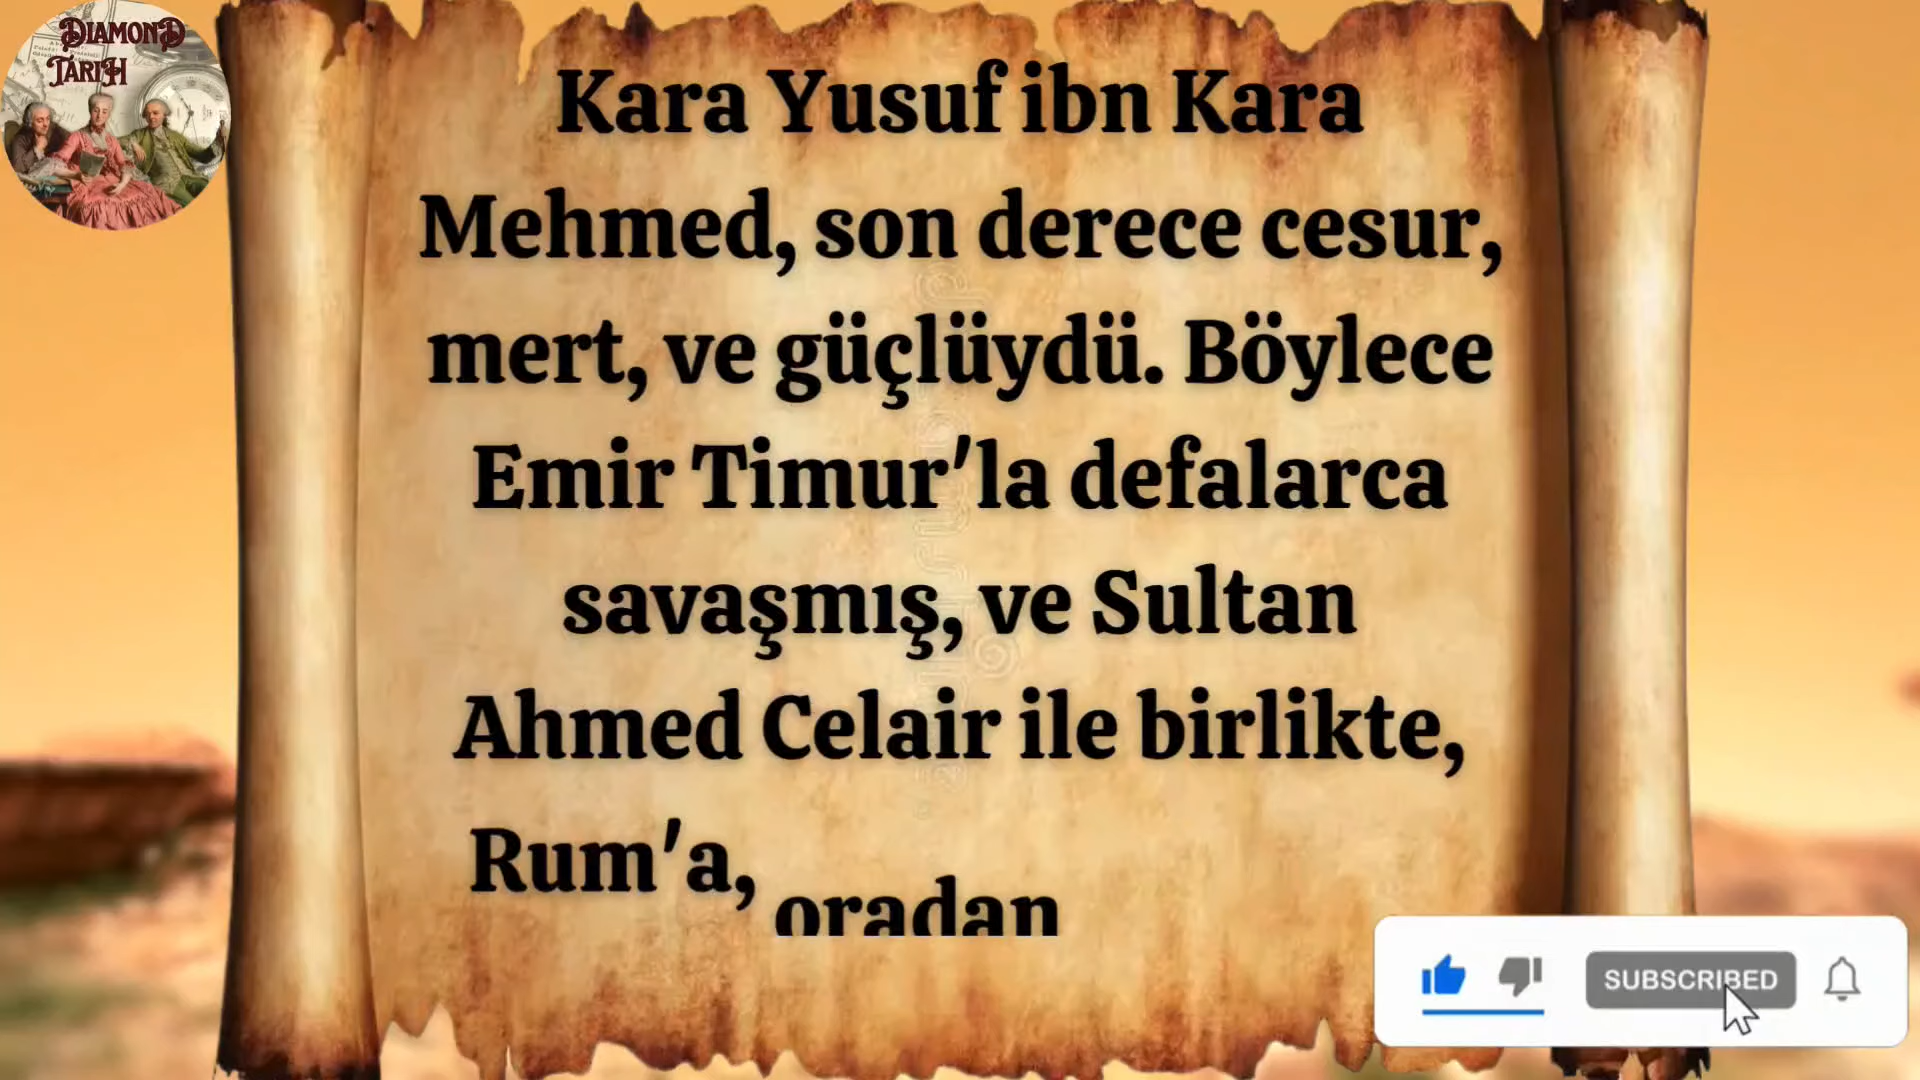 DIAMOND
TARIH
Kara Yusuf ibn Kara
Mehmed, son derece cesur,
mert, ve güçlüydü. Böylece
Emir Timur'la defalarca
savaşmış, ve Sultan
Ahmed Celair ile birlikte,
Rum'a, oradan
SUBSCRIBED